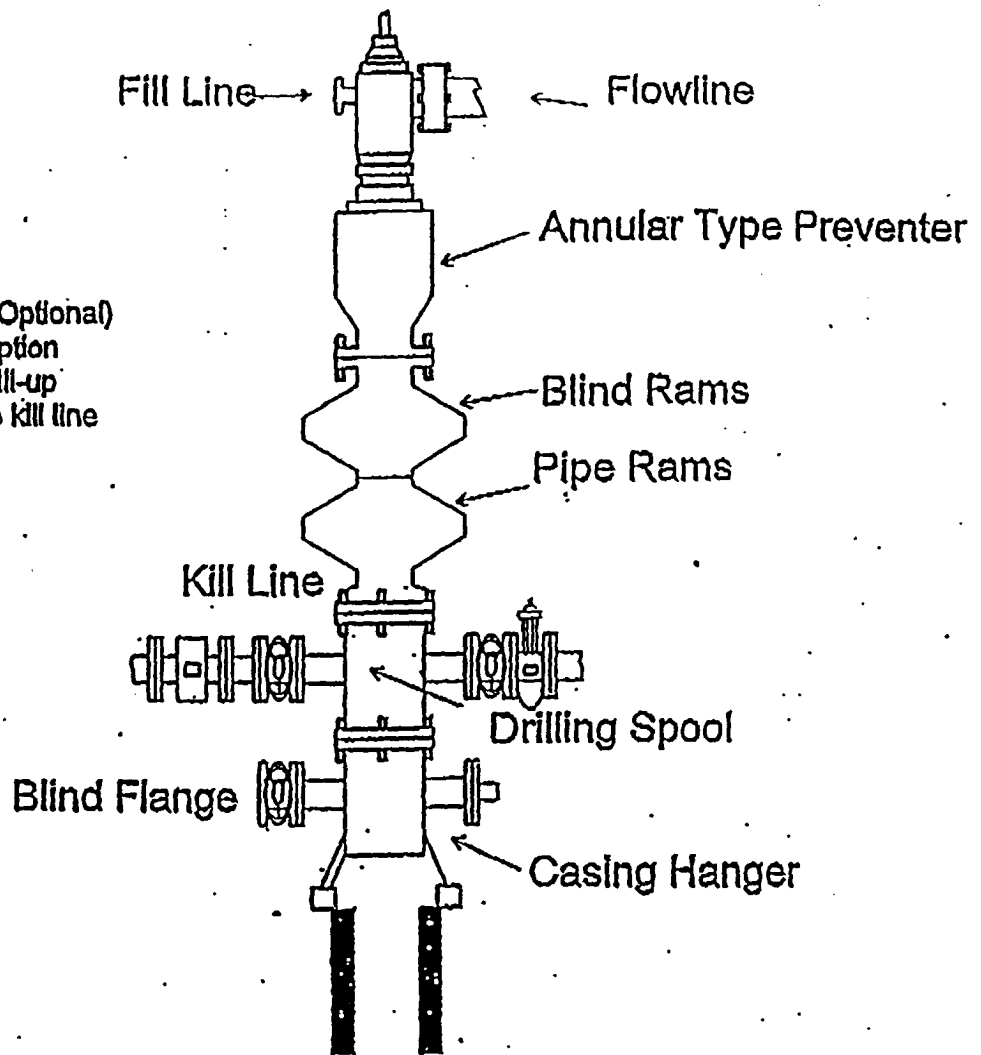 Fill Line
Flowline
Annular Type Preventer
Optional)
ption
ill-up
kill line
Blind Rams
Pipe Rams
Kill Line
Drilling Spool
Blind Flange
Casing Hanger